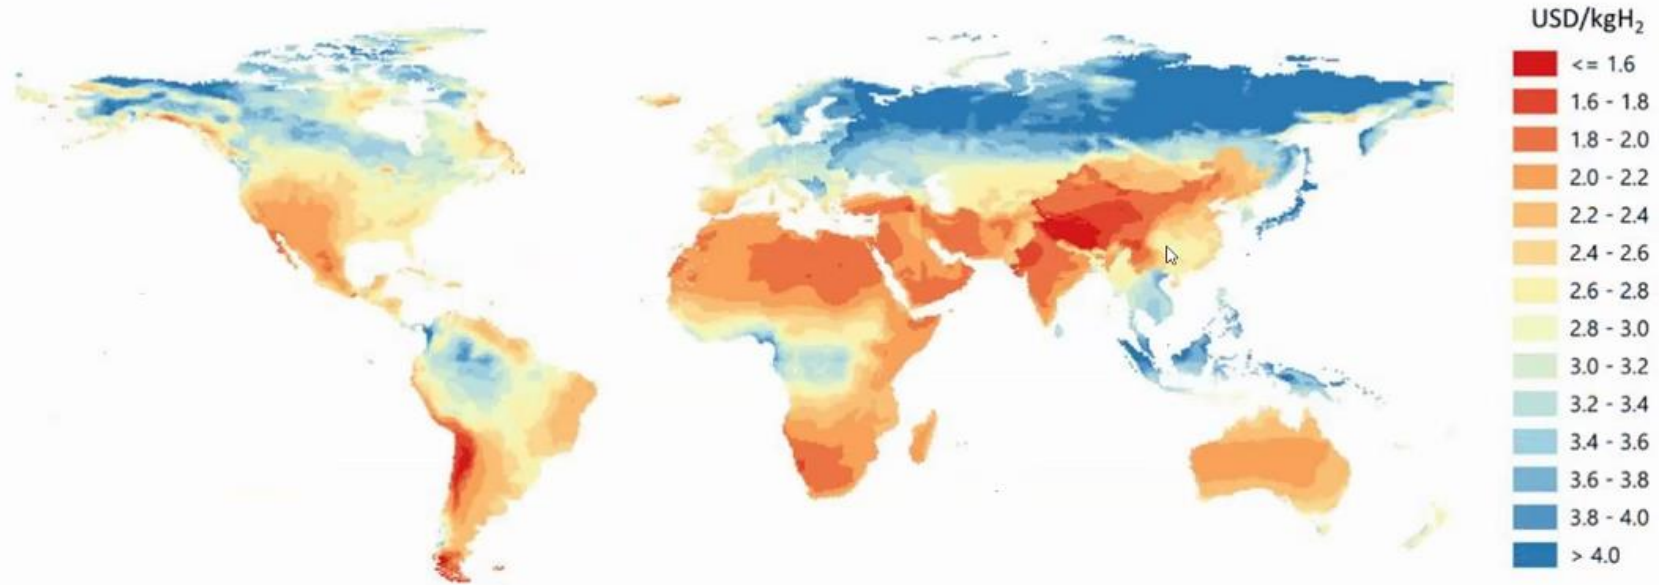 USD/kgH₂
<= 1.6
1.6 - 1.8
1.8 - 2.0
2.0 - 2.2
2.2 - 2.4
2.4 - 2.6
2.6 - 2.8
2.8 - 3.0
3.0 - 3.2
3.2 - 3.4
3.4 - 3.6
3.6 - 3.8
3.8 - 4.0
> 4.0